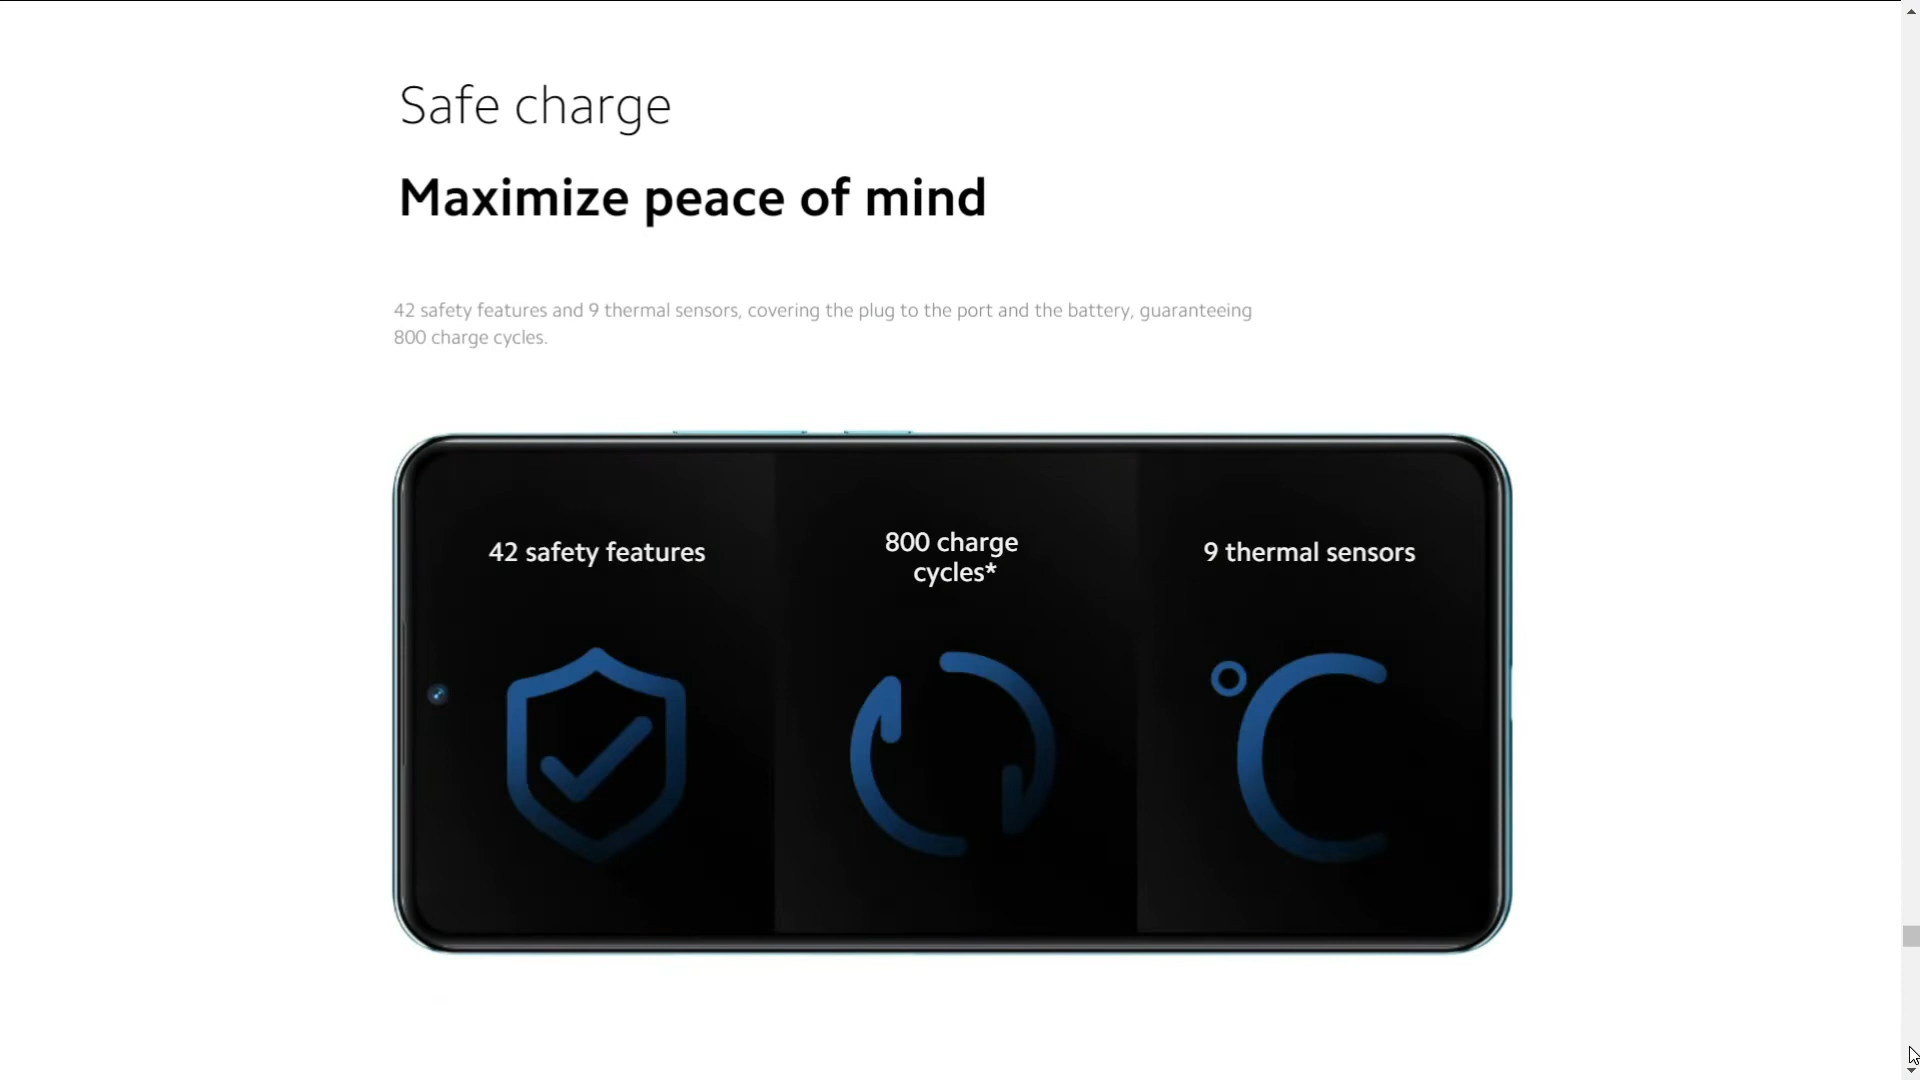 Safe charge
Maximize peace of mind
42 safety features and 9 thermal sensors, covering the plug to the port and the battery, guaranteeing
800 charge cycles.
42 safety features
800 charge
cycles*
9 thermal sensors
°C